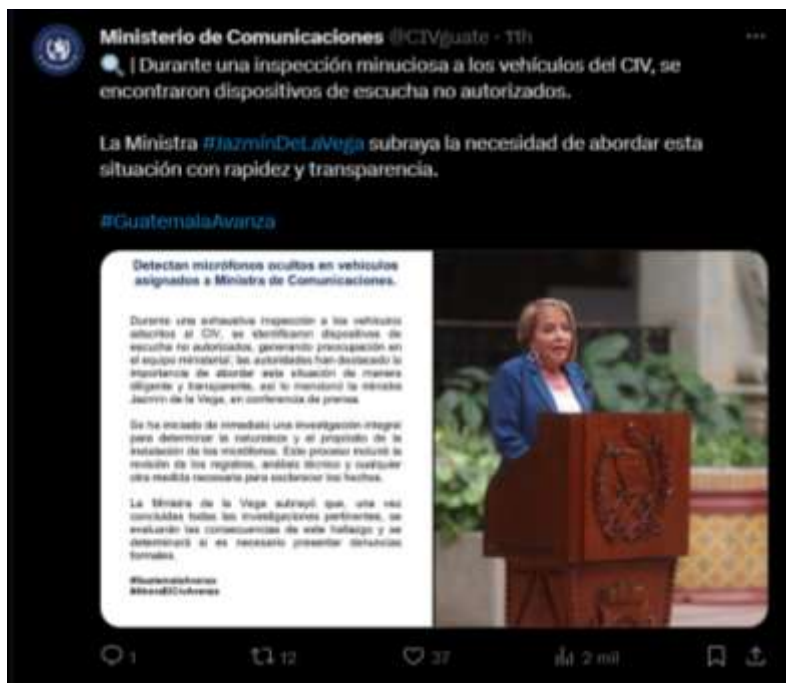 Ministerio de Comunicaciones @CIVguate · 11h
| Durante una inspección minuciosa a los vehículos del CIV, se
encontraron dispositivos de escucha no autorizados.
La Ministra #JazmínDeLaVega subraya la necesidad de abordar esta
situación con rapidez y transparencia.
#GuatemalaAvanza
Detectan micrófonos ocultos en vehículos
asignados a Ministra de Comunicaciones.
Durante una exhaustiva inspección a los vehículos
adscritos al CIV, se identificaron dispositivos de
escucha no autorizados, generando preocupación en
el equipo ministerial, las autoridades han destacado la
importancia de abordar esta situación de manera
diligente y transparente, así lo mencionó la ministra
Jazmín de la Vega, en conferencia de prensa.
Se ha iniciado de inmediato una investigación integral
para determinar la naturaleza y el propósito de la
instalación de los micrófonos. Este proceso incluirá la
revisión de los registros, análisis técnico y cualquier
otra medida necesaria para esclarecer los hechos.
La Ministra de la Vega subrayó que, una vez
concluidas todas las investigaciones pertinentes, se
evaluarán las consecuencias de este hallazgo y se
determinará si es necesario presentar denuncias
formales.
#GuatemalaAvanza
#AhoraElCivAvanza
1 12 37 2 mil